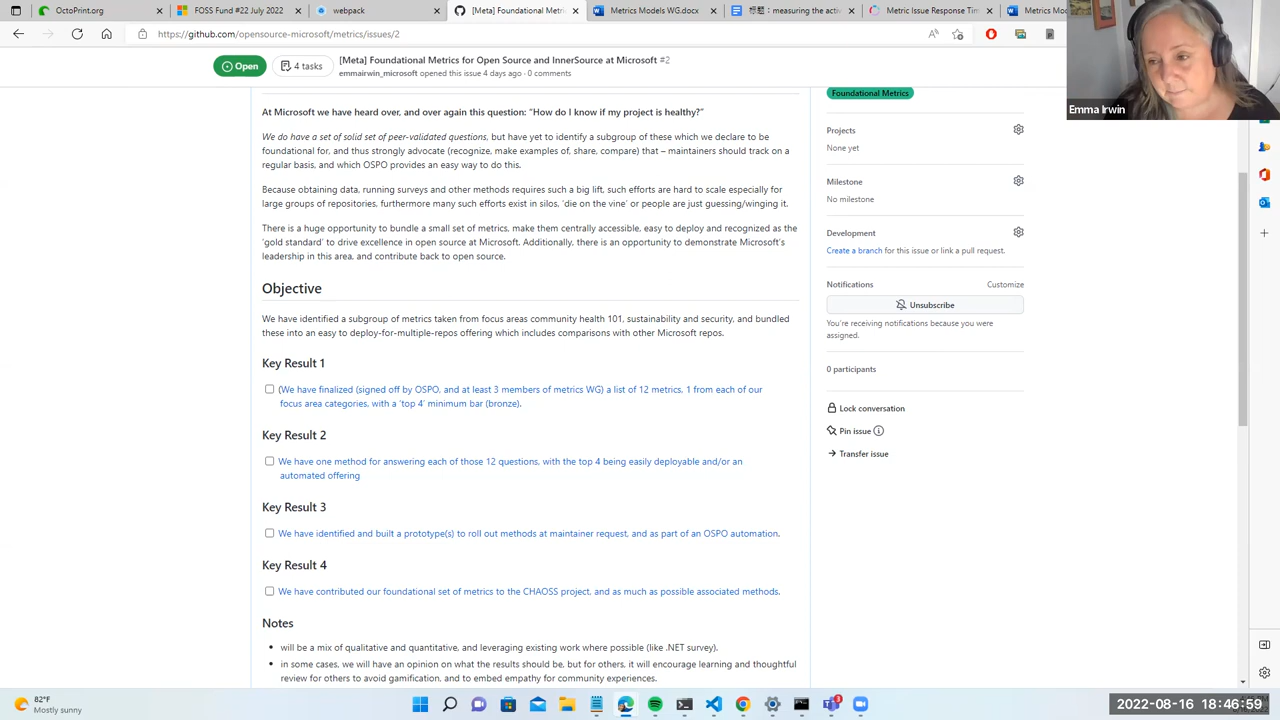 OctoPrint.org
FOSS Fund #22 July 2022
webpack
[Meta] Foundational Metri
Metrics Models WG.docx
: measuring the activ
Metric Issue Response Tim
Metrics Mo
https://github.com/opensource-microsoft/metrics/issues/2
Emma Irwin
Open
4 tasks
[Meta] Foundational Metrics for Open Source and InnerSource at Microsoft #2
emmairwin_microsoft opened this issue 4 days ago · 0 comments
At Microsoft we have heard over, and over again this question: “How do I know if my project is healthy?”
We do have a set of solid set of peer-validated questions, but have yet to identify a subgroup of these which we declare to be
foundational for, and thus strongly advocate (recognize, make examples of, share, compare) that – maintainers should track on a
regular basis, and which OSPO provides an easy way to do this.
Because obtaining data, running surveys and other methods requires such a big lift, such efforts are hard to scale especially for
large groups of repositories, furthermore many such efforts exist in silos, ‘die on the vine’ or people are just guessing/winging it.
There is a huge opportunity to bundle a small set of metrics, make them centrally accessible, easy to deploy and recognized as the
‘gold standard’ to drive excellence in open source at Microsoft. Additionally, there is an opportunity to demonstrate Microsoft’s
leadership in this area, and contribute back to open source.
Objective
We have identified a subgroup of metrics taken from focus areas community health 101, sustainability and security, and bundled
these into an easy to deploy-for-multiple-repos offering which includes comparisons with other Microsoft repos.
Key Result 1
(We have finalized (signed off by OSPO, and at least 3 members of metrics WG) a list of 12 metrics, 1 from each of our
focus area categories, with a ‘top 4’ minimum bar (bronze).
Key Result 2
We have one method for answering each of those 12 questions, with the top 4 being easily deployable and/or an
automated offering
Key Result 3
We have identified and built a prototype(s) to roll out methods at maintainer request, and as part of an OSPO automation.
Key Result 4
We have contributed our foundational set of metrics to the CHAOSS project, and as much as possible associated methods.
Notes
will be a mix of qualitative and quantitative, and leveraging existing work where possible (like .NET survey).
in some cases, we will have an opinion on what the results should be, but for others, it will encourage learning and thoughtful
review for others to avoid gamification, and to embed empathy for community experiences.
Foundational Metrics
Projects
None yet
Milestone
No milestone
Development
Create a branch for this issue or link a pull request.
Notifications
Customize
Unsubscribe
You’re receiving notifications because you were
assigned.
0 participants
Lock conversation
Pin issue
Transfer issue
82°F
Mostly sunny
3
2022-08-16 18:46:59